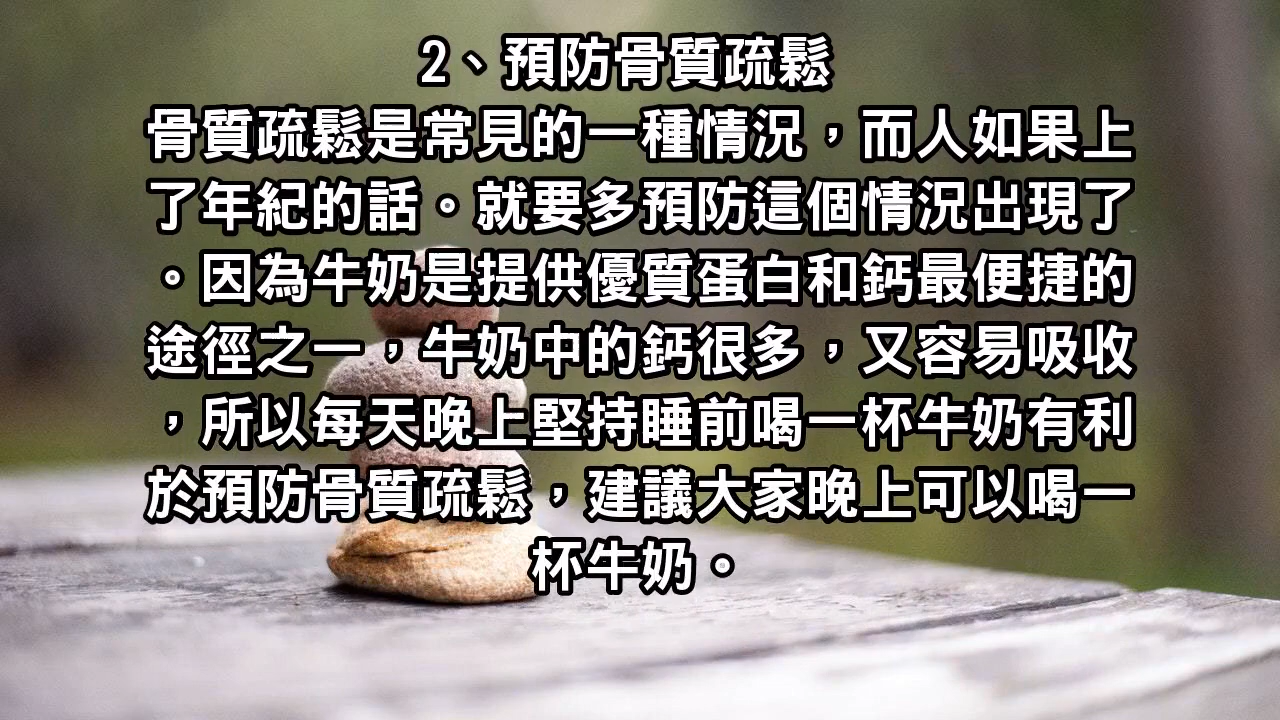 2、預防骨質疏鬆
骨質疏鬆是常見的一種情況，而人如果上
了年紀的話。就要多預防這個情況出現了
。因為牛奶是提供優質蛋白和鈣最便捷的
途徑之一，牛奶中的鈣很多，又容易吸收
，所以每天晚上堅持睡前喝一杯牛奶有利
於預防骨質疏鬆，建議大家晚上可以喝一
杯牛奶。